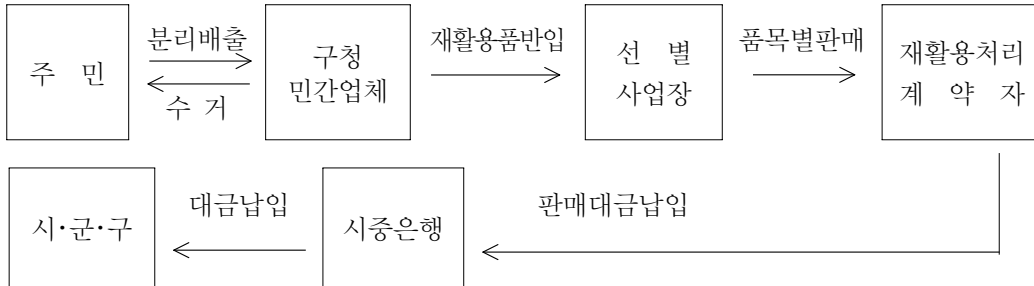 주 민
분리배출
수 거
구청
민간업체
재활용품반입
선 별
사업장
품목별판매
재활용처리
계 약 자
시·군·구
대금납입
시중은행
판매대금납입